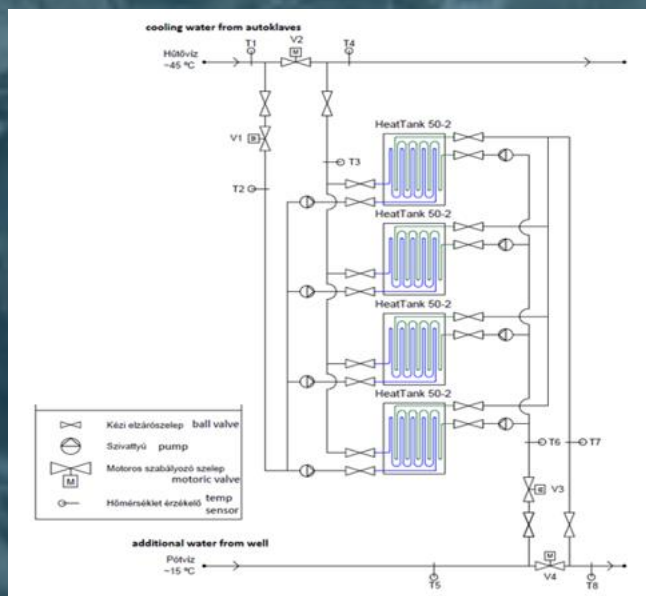 cooling water from autoklaves
T1
V2
T4
Hűtővíz
~45 ºC
HeatTank 50-2
V1
T3
T2
HeatTank 50-2
HeatTank 50-2
HeatTank 50-2
Kézi elzárószelep ball valve
Szivattyú pump
Motoros szabályozó szelep
motoric valve
M
Hőmérséklet érzékelő temp
sensor
T6
T7
V3
additional water from well
Pótvíz
~15 ºC
M
T5
V4
T8